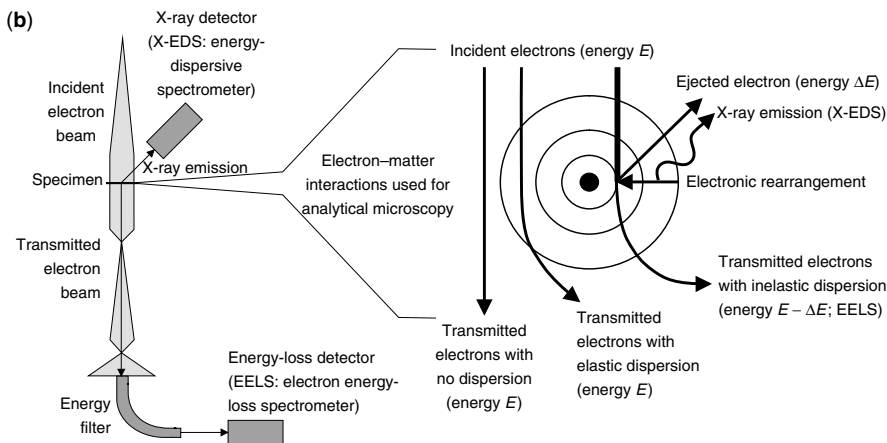 (b)
X-ray detector
(X-EDS: energy-
dispersive
spectrometer)
Incident
electron
beam
X-ray emission
Specimen
Transmitted
electron
beam
Energy-loss detector
(EELS: electron energy-
loss spectrometer)
Energy
filter
Electron–matter
interactions used for
analytical microscopy
Incident electrons (energy E)
Ejected electron (energy ΔE)
X-ray emission (X-EDS)
Electronic rearrangement
Transmitted electrons
with inelastic dispersion
(energy E – ΔE; EELS)
Transmitted
electrons with
no dispersion
(energy E)
Transmitted
electrons with
elastic dispersion
(energy E)